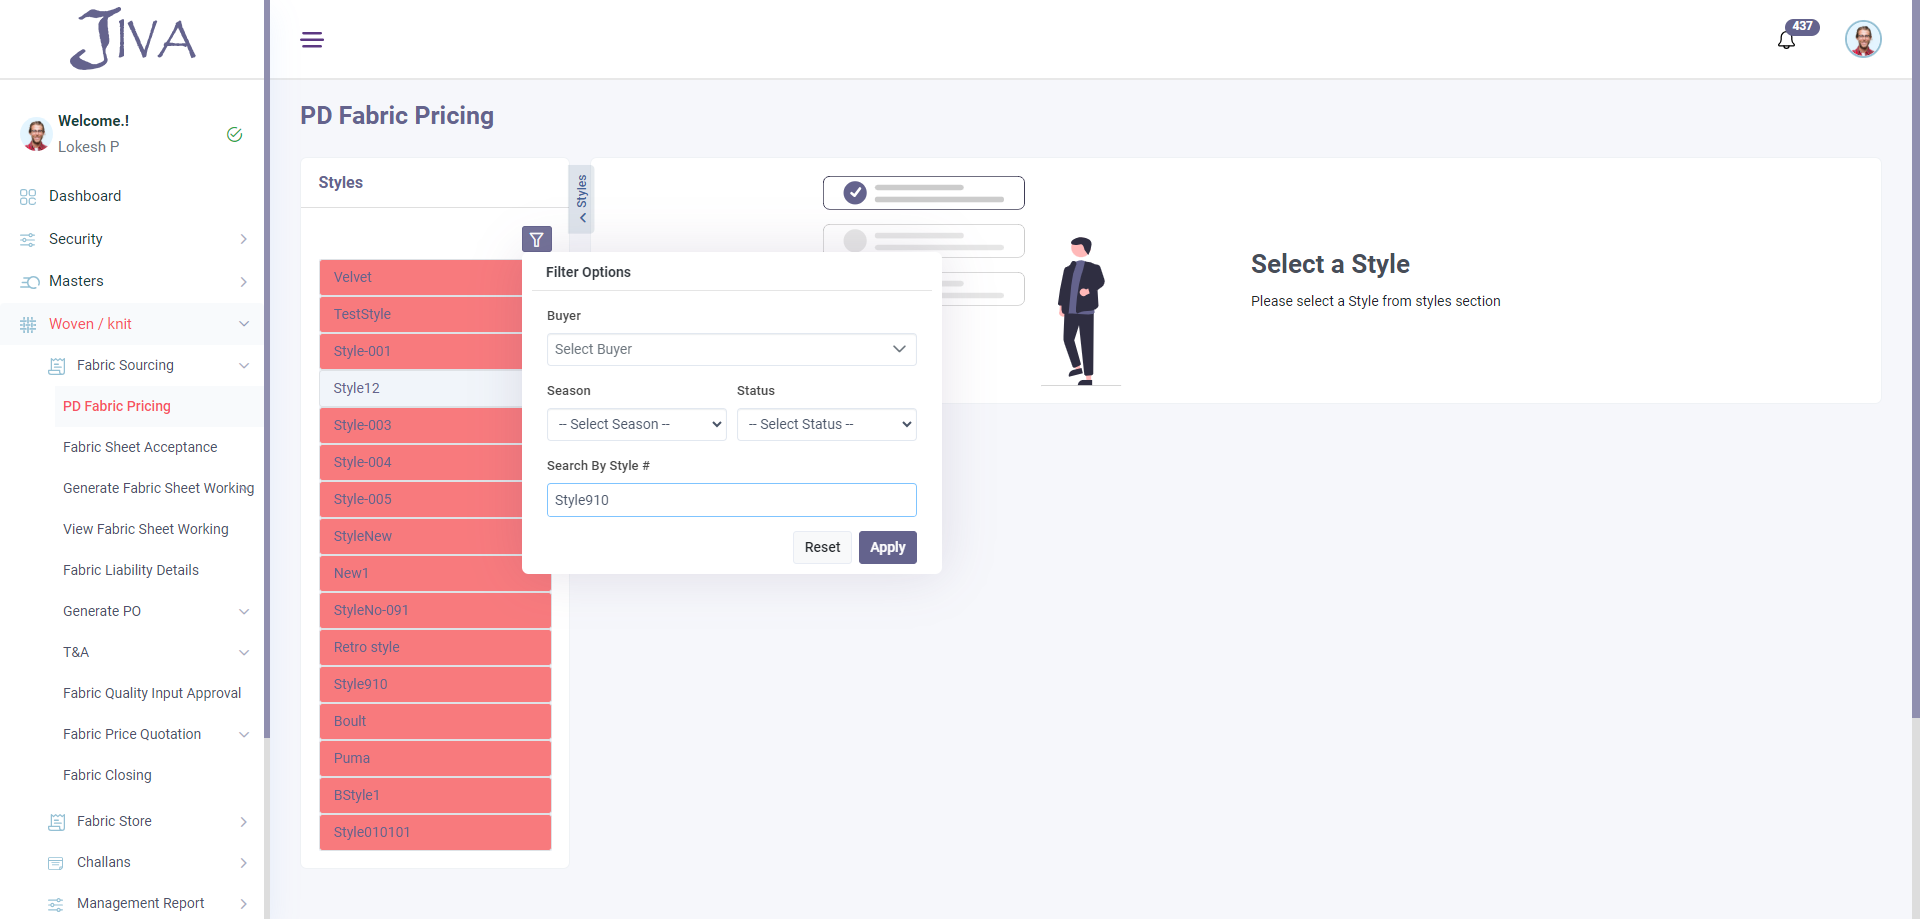 JIVA
437
Welcome.!
Lokesh P
Dashboard
Security
Masters
Woven / knit
Fabric Sourcing
PD Fabric Pricing
Fabric Sheet Acceptance
Generate Fabric Sheet Working
View Fabric Sheet Working
Fabric Liability Details
Generate PO
T&A
Fabric Quality Input Approval
Fabric Price Quotation
Fabric Closing
Fabric Store
Challans
Management Report
PD Fabric Pricing
Styles
Styles
Velvet
TestStyle
Style-001
Style12
Style-003
Style-004
Style-005
StyleNew
New1
StyleNo-091
Retro style
Style910
Boult
Puma
BStyle1
Style010101
Filter Options
Buyer
Select Buyer
Season
Status
-- Select Season --
-- Select Status --
Search By Style #
Style910
Reset
Apply
Select a Style
Please select a Style from styles section